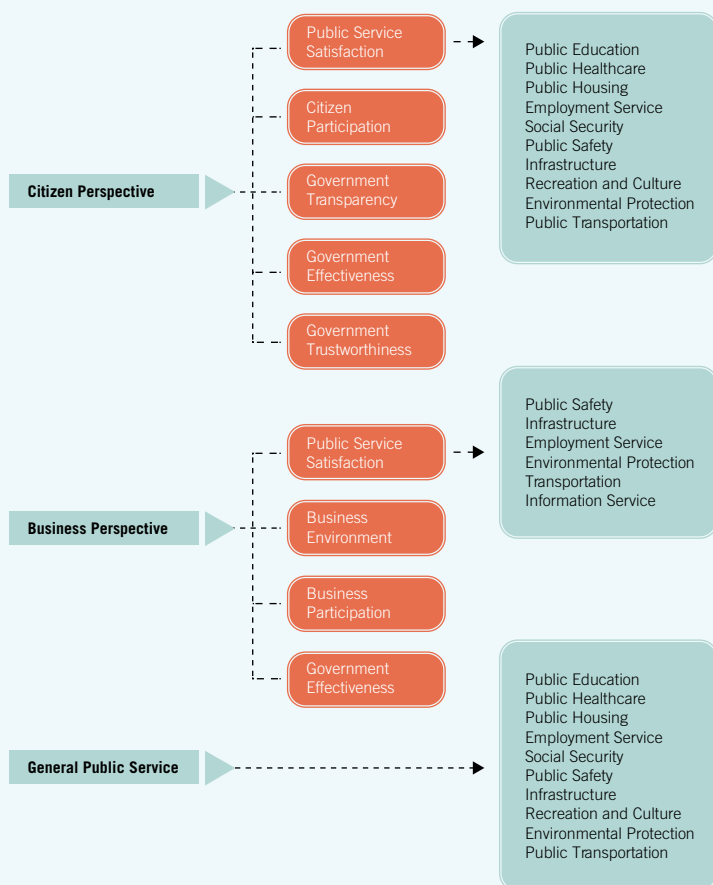 Citizen Perspective
Public Service
Satisfaction
Citizen
Participation
Government
Transparency
Government
Effectiveness
Government
Trustworthiness
Public Education
Public Healthcare
Public Housing
Employment Service
Social Security
Public Safety
Infrastructure
Recreation and Culture
Environmental Protection
Public Transportation
Business Perspective
Public Service
Satisfaction
Business
Environment
Business
Participation
Government
Effectiveness
Public Safety
Infrastructure
Employment Service
Environmental Protection
Transportation
Information Service
General Public Service
Public Education
Public Healthcare
Public Housing
Employment Service
Social Security
Public Safety
Infrastructure
Recreation and Culture
Environmental Protection
Public Transportation